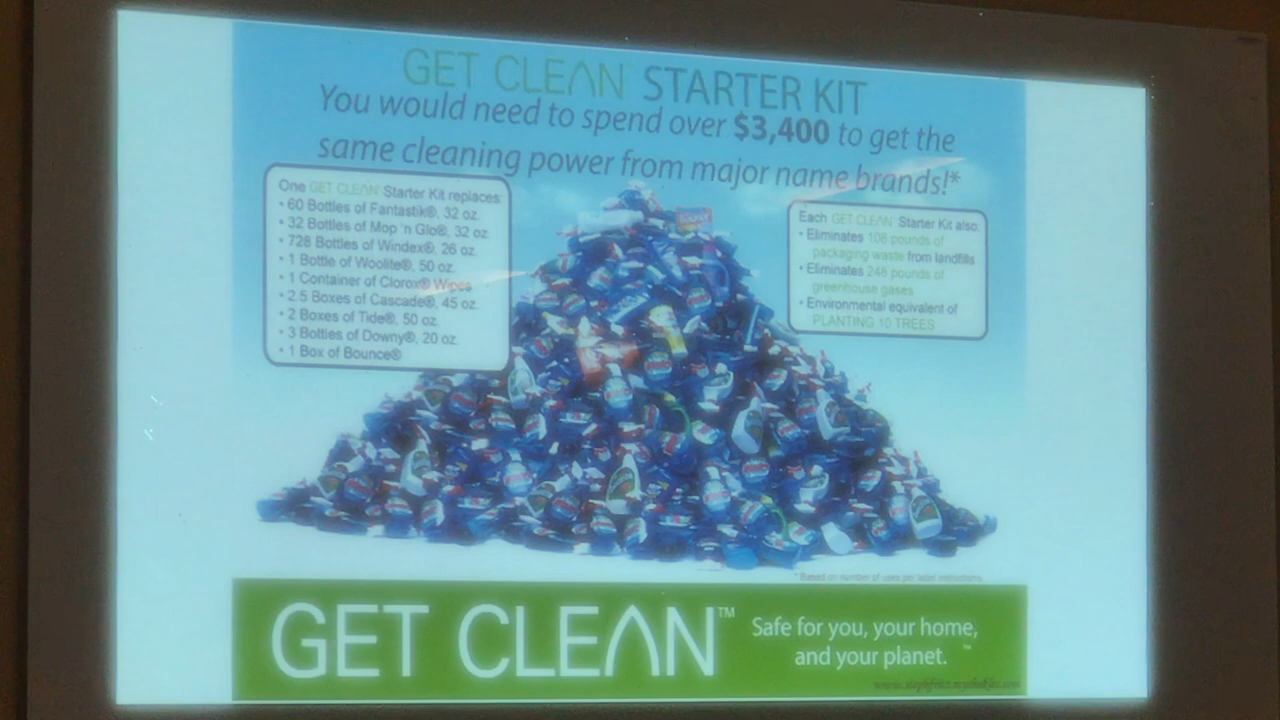 GET CLEAN STARTER KIT
You would need to spend over $3,400 to get the
same cleaning power from major name brands!*
One GET CLEAN Starter Kit replaces:
• 60 Bottles of Fantastik®, 32 oz.
• 32 Bottles of Mop 'n Glo®, 32 oz.
• 728 Bottles of Windex®, 26 oz.
• 1 Bottle of Woolite®, 50 oz.
• 1 Container of Clorox® Wipes
• 2.5 Boxes of Cascade®, 45 oz.
• 2 Boxes of Tide®, 50 oz.
• 3 Bottles of Downy®, 20 oz.
• 1 Box of Bounce®
Each GET CLEAN Starter Kit also:
• Eliminates 108 pounds of
packaging waste from landfills
• Eliminates 248 pounds of
greenhouse gases
• Environmental equivalent of
PLANTING 10 TREES
* Based on number of uses per label instructions.
GET CLEAN™
Safe for you, your home,
and your planet.™